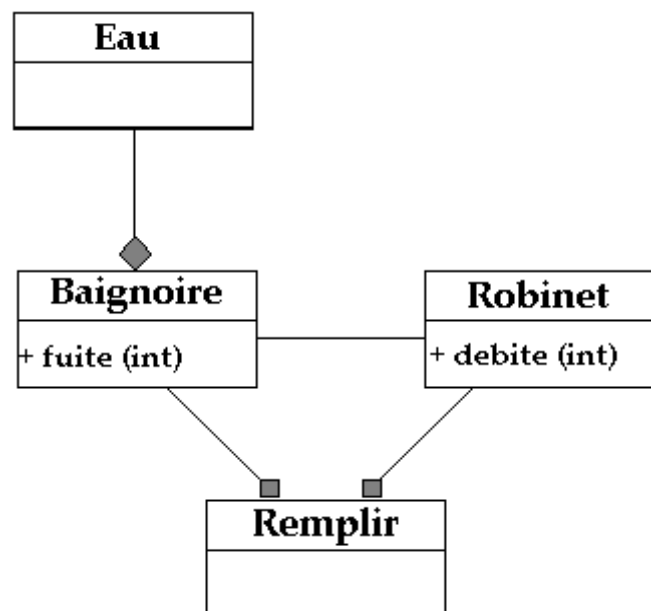 Eau
Baignoire
+ fuite (int)
Robinet
+ debite (int)
Remplir